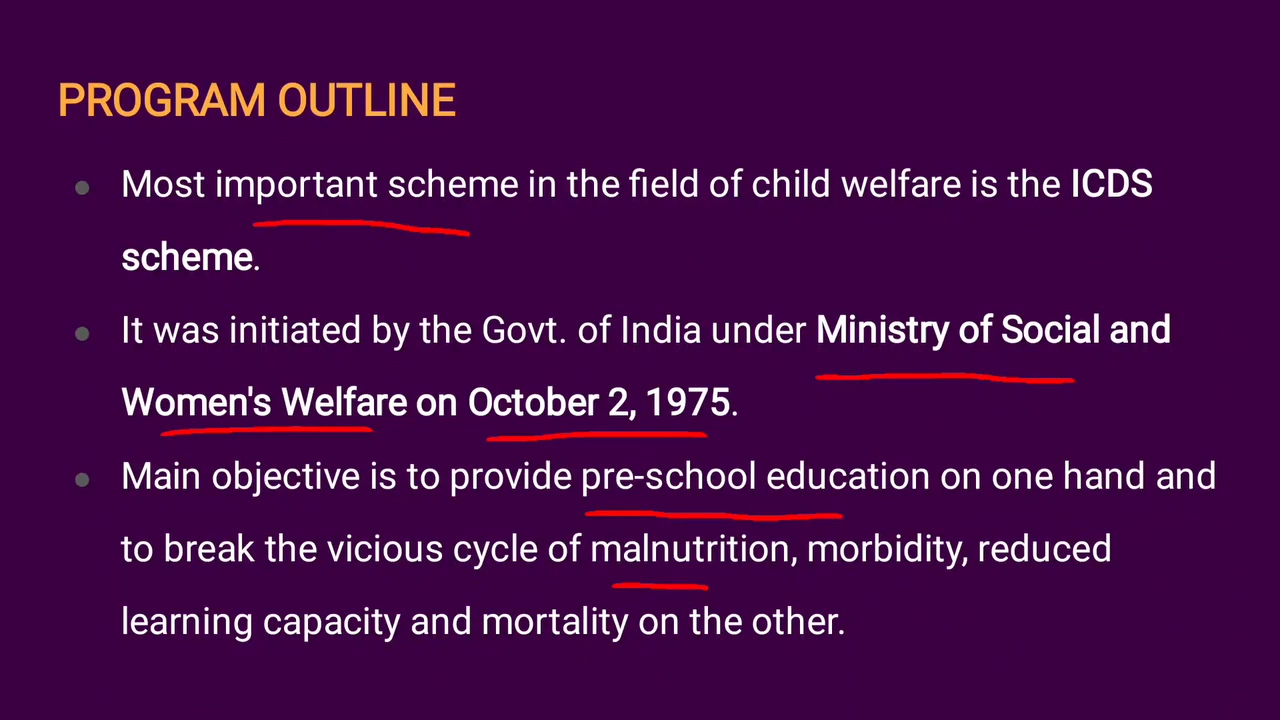 PROGRAM OUTLINE
Most important scheme in the field of child welfare is the ICDS
scheme.
It was initiated by the Govt. of India under Ministry of Social and
Women's Welfare on October 2, 1975.
Main objective is to provide pre-school education on one hand and
to break the vicious cycle of malnutrition, morbidity, reduced
learning capacity and mortality on the other.